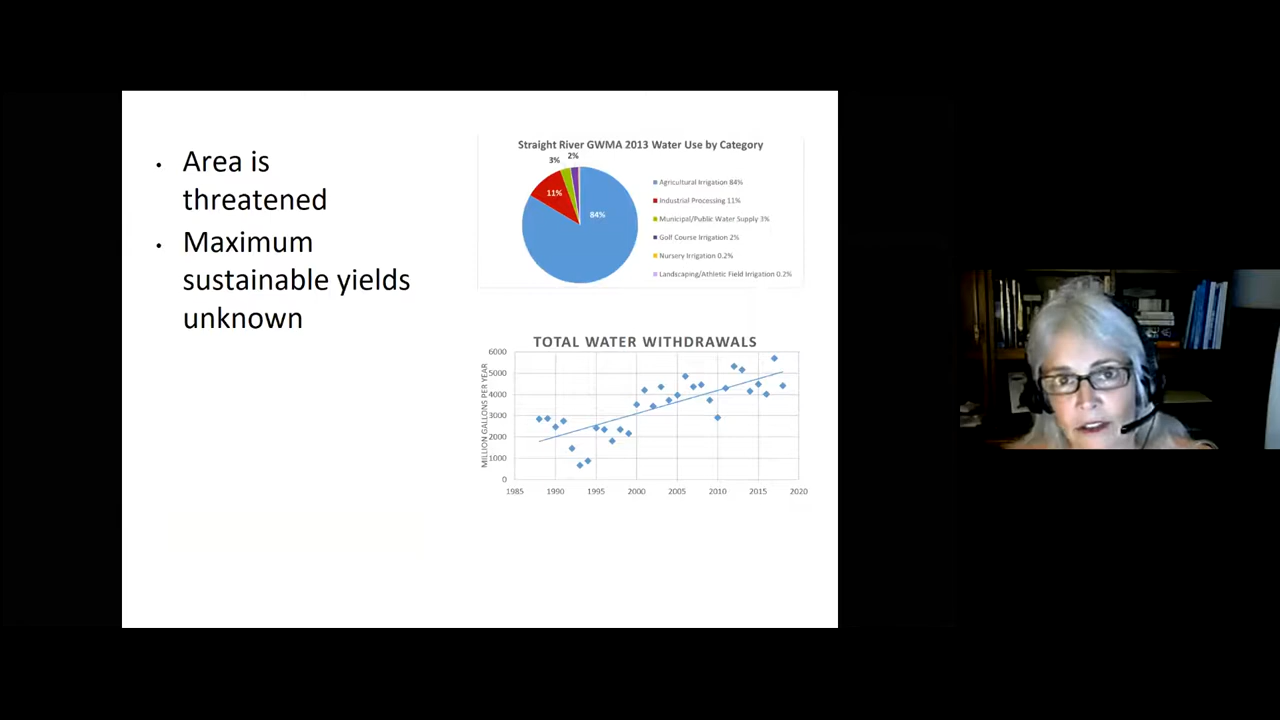 • Area is
threatened
• Maximum
sustainable yields
unknown
Straight River GWMA 2013 Water Use by Category
3%
2%
11%
84%
Agricultural Irrigation 84%
Industrial Processing 11%
Municipal/Public Water Supply 3%
Golf Course Irrigation 2%
Nursery Irrigation 0.2%
Landscaping/Athletic Field Irrigation 0.2%
TOTAL WATER WITHDRAWALS
MILLION GALLONS PER YEAR
6000
5000
4000
3000
2000
1000
0
1985 1990 1995 2000 2005 2010 2015 2020